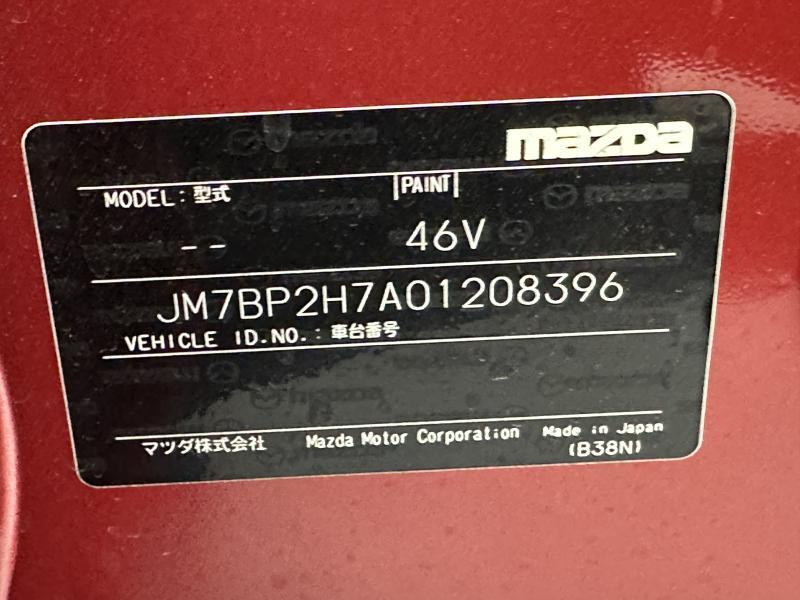 mazda
MODEL: 型式 PAINT
-- 46V
JM7BP2H7A01208396
VEHICLE ID.NO.: 車台番号
マツダ株式会社 Mazda Motor Corporation Made in Japan
(B38N)